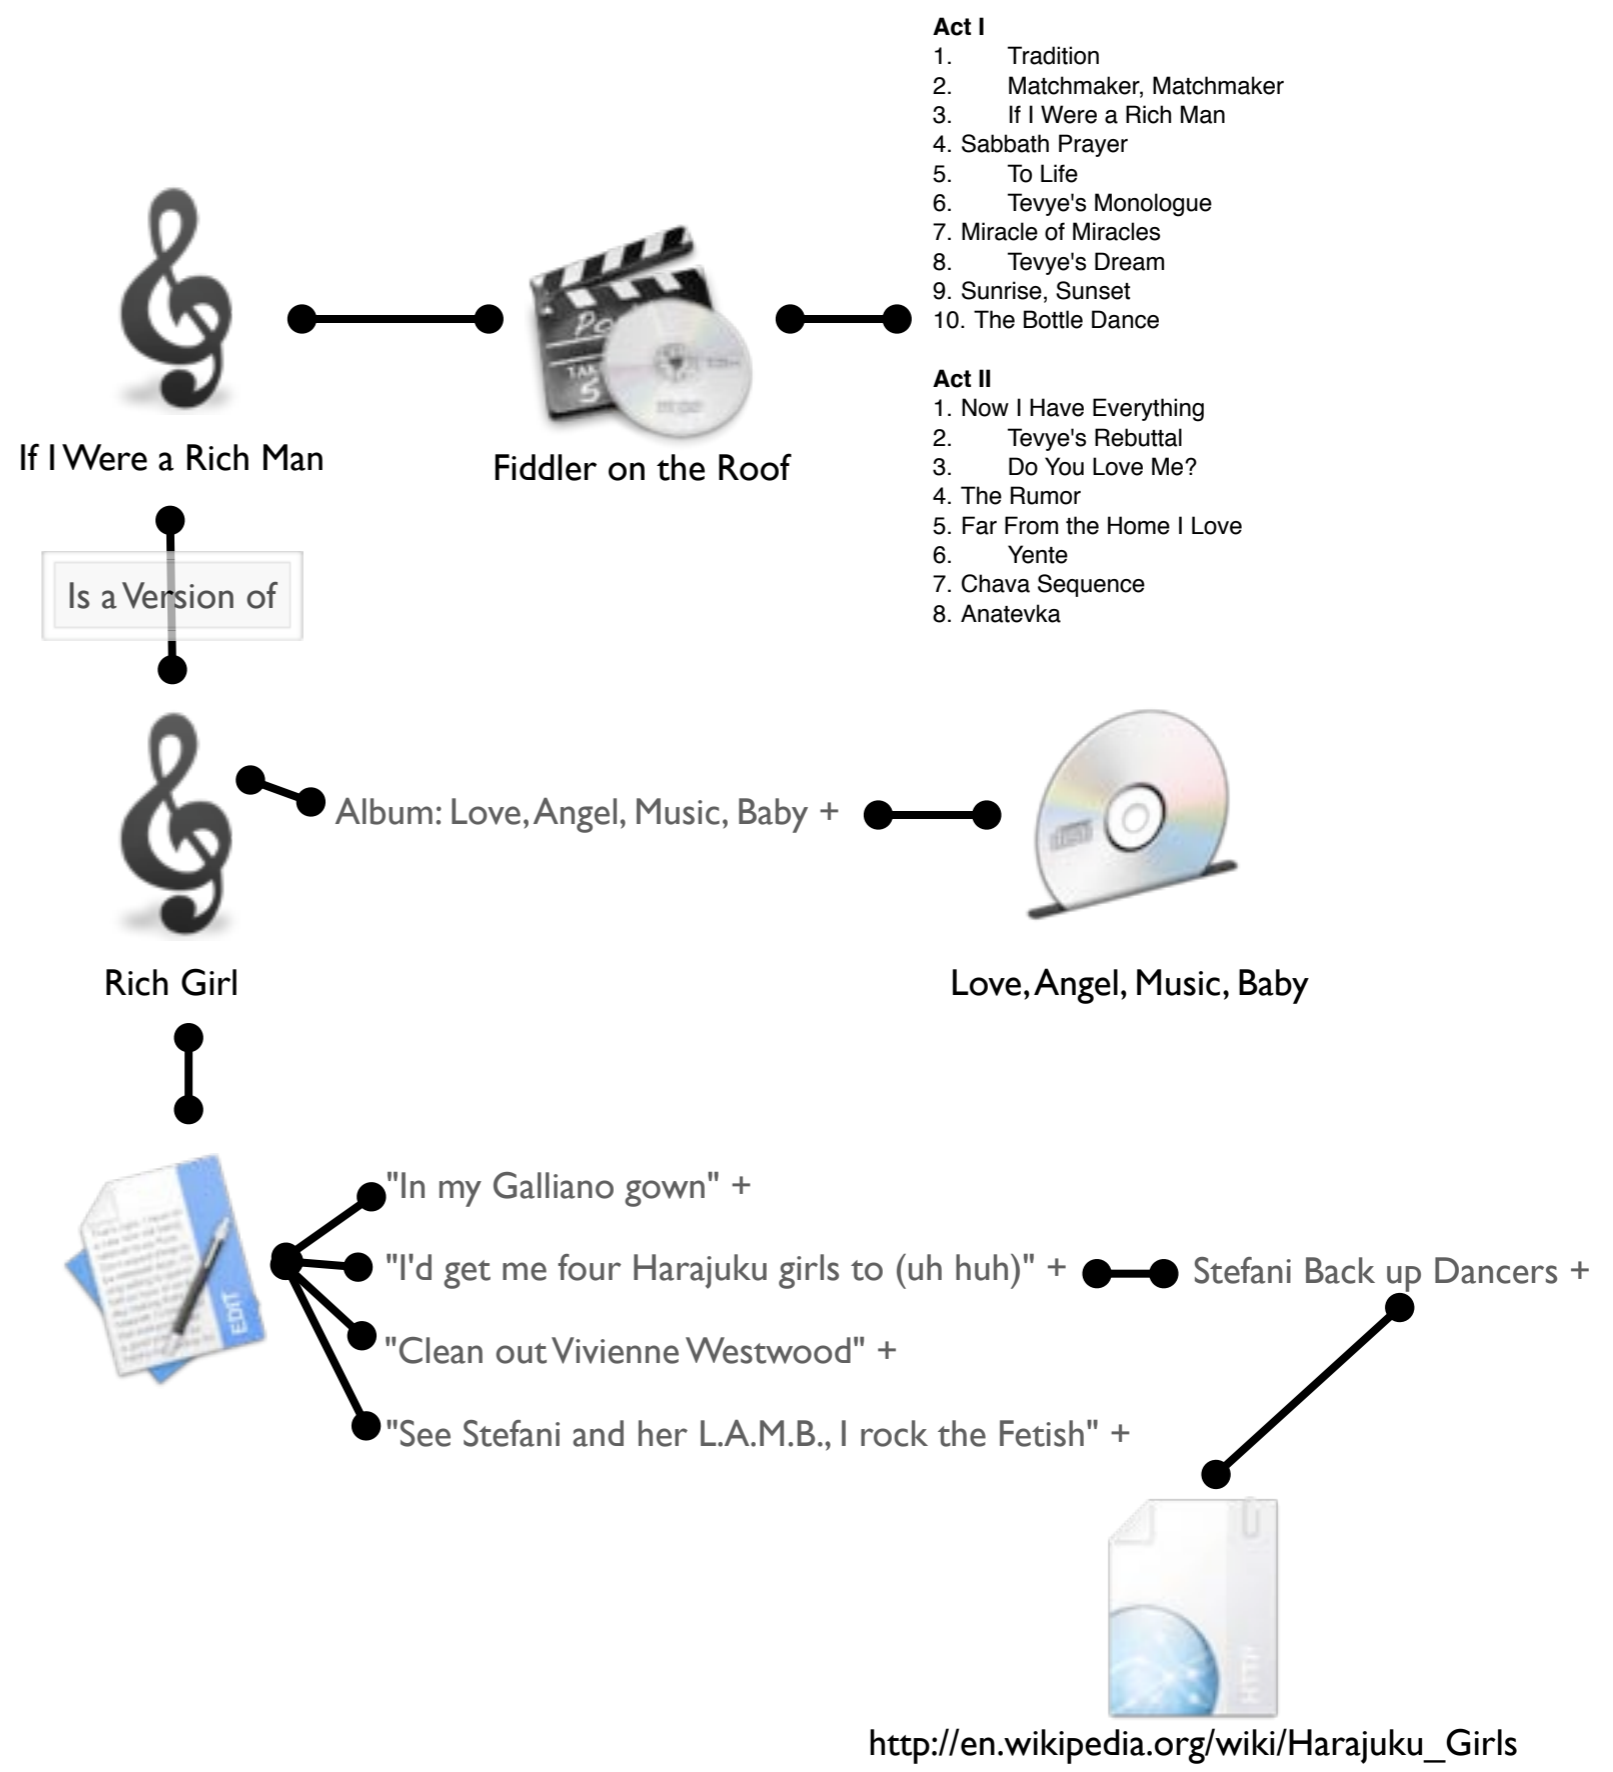 Act I
1. Tradition
2. Matchmaker, Matchmaker
3. If I Were a Rich Man
4. Sabbath Prayer
5. To Life
6. Tevye's Monologue
7. Miracle of Miracles
8. Tevye's Dream
9. Sunrise, Sunset
10. The Bottle Dance
Act II
1. Now I Have Everything
2. Tevye's Rebuttal
3. Do You Love Me?
4. The Rumor
5. Far From the Home I Love
6. Yente
7. Chava Sequence
8. Anatevka
If I Were a Rich Man
Fiddler on the Roof
Is a Version of
Album: Love, Angel, Music, Baby +
Rich Girl
Love, Angel, Music, Baby
"In my Galliano gown" +
"I'd get me four Harajuku girls to (uh huh)" +
Stefani Back up Dancers +
"Clean out Vivienne Westwood" +
"See Stefani and her L.A.M.B., I rock the Fetish" +
EDIT
HTTP
http://en.wikipedia.org/wiki/Harajuku_Girls